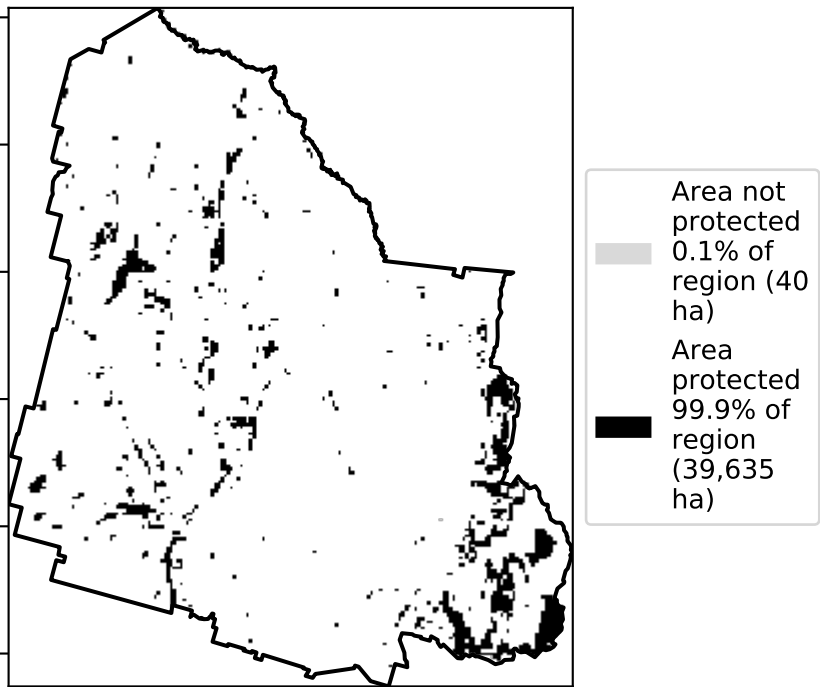 Area not
protected
0.1% of
region (40
ha)
Area
protected
99.9% of
region
(39,635
ha)